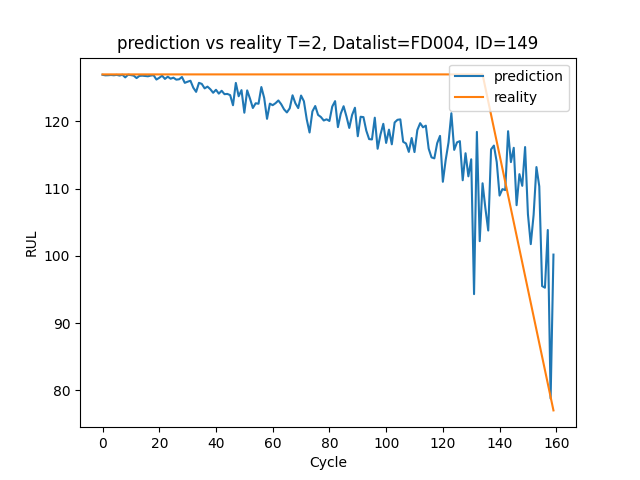 prediction vs reality T=2, Datalist=FD004, ID=149
prediction
reality
120
110
100
90
80
RUL
0 20 40 60 80 100 120 140 160
Cycle